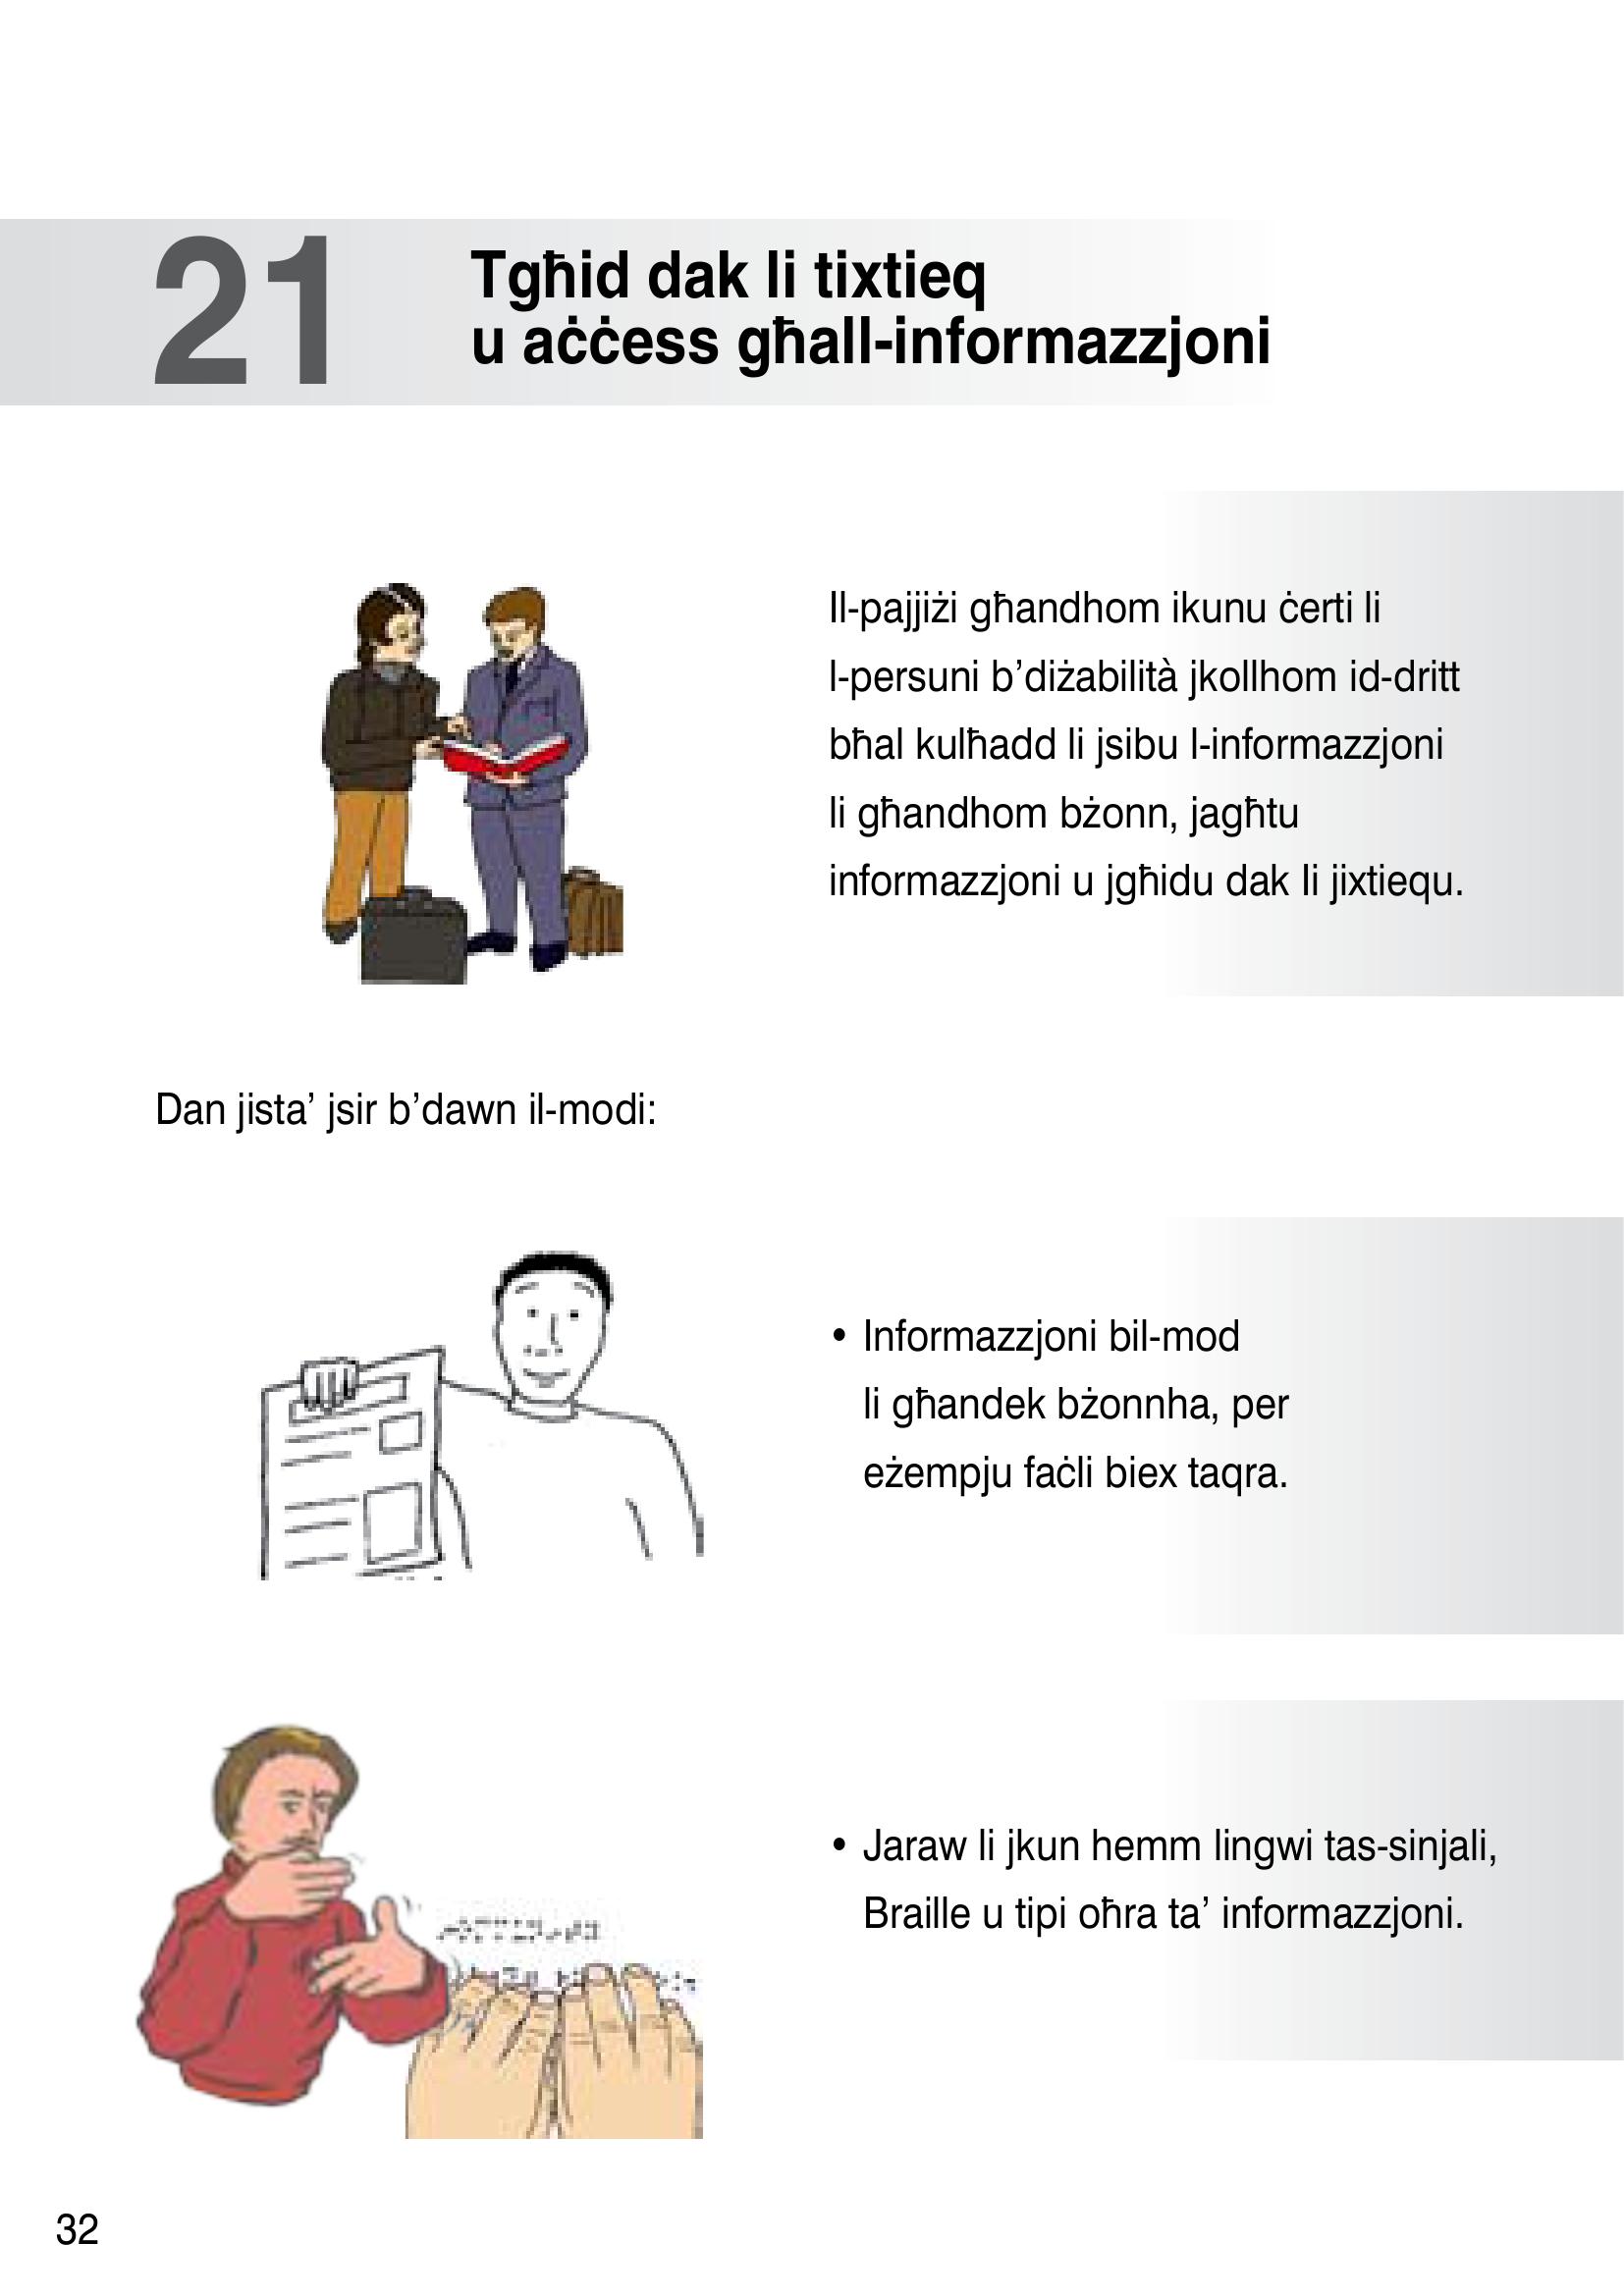 21
Tgħid dak li tixtieq
u aċċess għall-informazzjoni
Il-pajjiżi għandhom ikunu ċerti li
l-persuni b’diżabilità jkollhom id-dritt
bħal kulħadd li jsibu l-informazzjoni
li għandhom bżonn, jagħtu
informazzjoni u jgħidu dak li jixtiequ.
Dan jista’ jsir b’dawn il-modi:
• Informazzjoni bil-mod
li għandek bżonnha, per
eżempju faċli biex taqra.
• Jaraw li jkun hemm lingwi tas-sinjali,
Braille u tipi oħra ta’ informazzjoni.
32